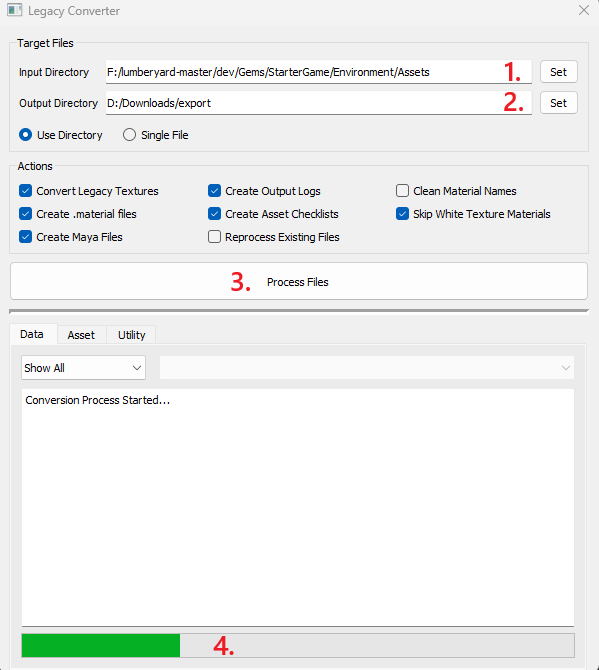 Legacy Converter
Target Files
Input Directory F:/lumberyard-master/dev/Gems/StarterGame/Environment/Assets 1. Set
Output Directory D:/Downloads/export 2. Set
Use Directory Single File
Actions
Convert Legacy Textures Create Output Logs Clean Material Names
Create .material files Create Asset Checklists Skip White Texture Materials
Create Maya Files Reprocess Existing Files
3. Process Files
Data Asset Utility
Show All
Conversion Process Started...
4.